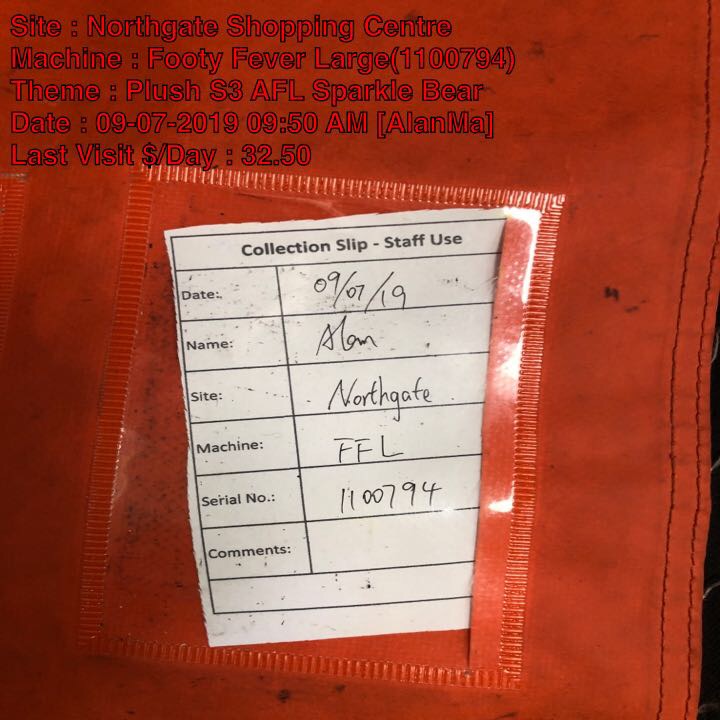 Site : Northgate Shopping Centre
Machine : Footy Fever Large(1100794)
Theme : Plush S3 AFL Sparkle Bear
Date : 09-07-2019 09:50 AM [AlanMa]
Last Visit $/Day : 32.50
Collection Slip - Staff Use
Date: 09/07/19
Name: Alan
Site: Northgate
Machine: FFL
Serial No.: 1100794
Comments: